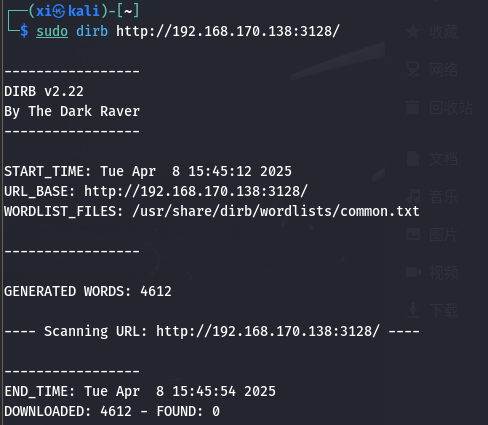 ┌──(xi㉿kali)-[~]
└─$ sudo dirb http://192.168.170.138:3128/
-----------------
DIRB v2.22
By The Dark Raver
-----------------
START_TIME: Tue Apr  8 15:45:12 2025
URL_BASE: http://192.168.170.138:3128/
WORDLIST_FILES: /usr/share/dirb/wordlists/common.txt
-----------------
GENERATED WORDS: 4612
---- Scanning URL: http://192.168.170.138:3128/ ----
-----------------
END_TIME: Tue Apr  8 15:45:54 2025
DOWNLOADED: 4612 - FOUND: 0
收藏
网络
回收站
文档
音乐
图片
视频
下载